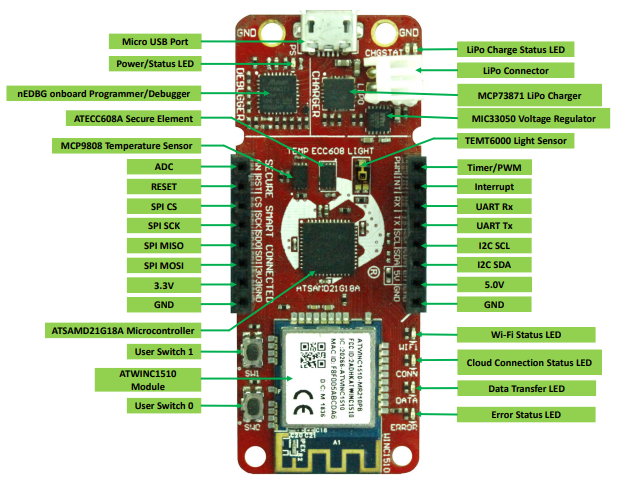 Micro USB Port
Power/Status LED
nEDBG onboard Programmer/Debugger
ATECC608A Secure Element
MCP9808 Temperature Sensor
ADC
RESET
SPI CS
SPI SCK
SPI MISO
SPI MOSI
3.3V
GND
ATSAMD21G18A Microcontroller
User Switch 1
ATWINC1510
Module
User Switch 0
LiPo Charge Status LED
LiPo Connector
MCP73871 LiPo Charger
MIC33050 Voltage Regulator
TEMT6000 Light Sensor
Timer/PWM
Interrupt
UART Rx
UART Tx
I2C SCL
I2C SDA
5.0V
GND
Wi-Fi Status LED
Cloud Connection Status LED
Data Transfer LED
Error Status LED
GND
GND
PS
CHGSTAT
DEBUGGER
CHARGER
LIPO
TEMP ECC608 LIGHT
SECURE SMART CONNECTED
AN RST CS SCK SDO SDI 3V3 GND
PWM INT RX TX SCL SDA 5V GND
ATSAMD21G18A
SW1
SW0
WIFI
CONN
DATA
ERROR
WINC1510
ATWINC1510-MR210PB
FCC ID: 2ADHKATWINC1510
IC: 20266-ATWINC1510
CE
A1